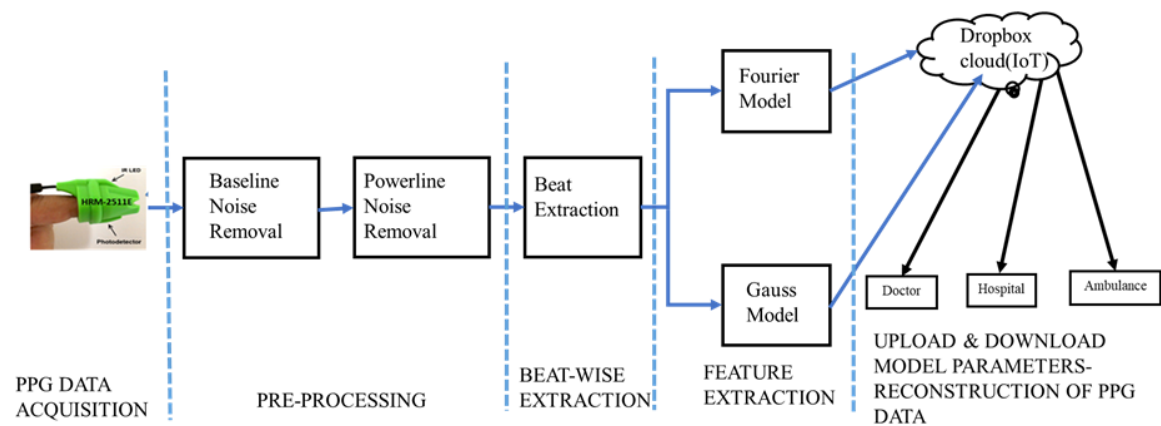 IR LED
HRM-2511E
Photodetector
Baseline
Noise
Removal
Powerline
Noise
Removal
Beat
Extraction
Fourier
Model
Gauss
Model
Dropbox
cloud(IoT)
Doctor
Hospital
Ambulance
PPG DATA
ACQUISITION
PRE-PROCESSING
BEAT-WISE
EXTRACTION
FEATURE
EXTRACTION
UPLOAD & DOWNLOAD
MODEL PARAMETERS-
RECONSTRUCTION OF PPG
DATA